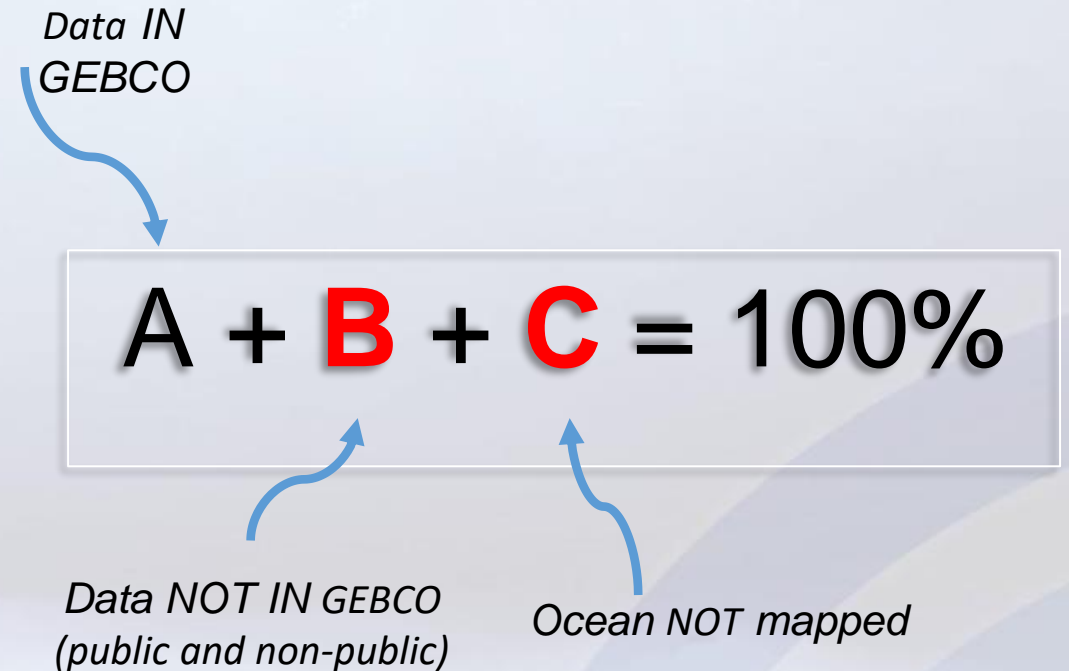 Data IN
GEBCO
A + B + C = 100%
Data NOT IN GEBCO
(public and non-public)
Ocean NOT mapped